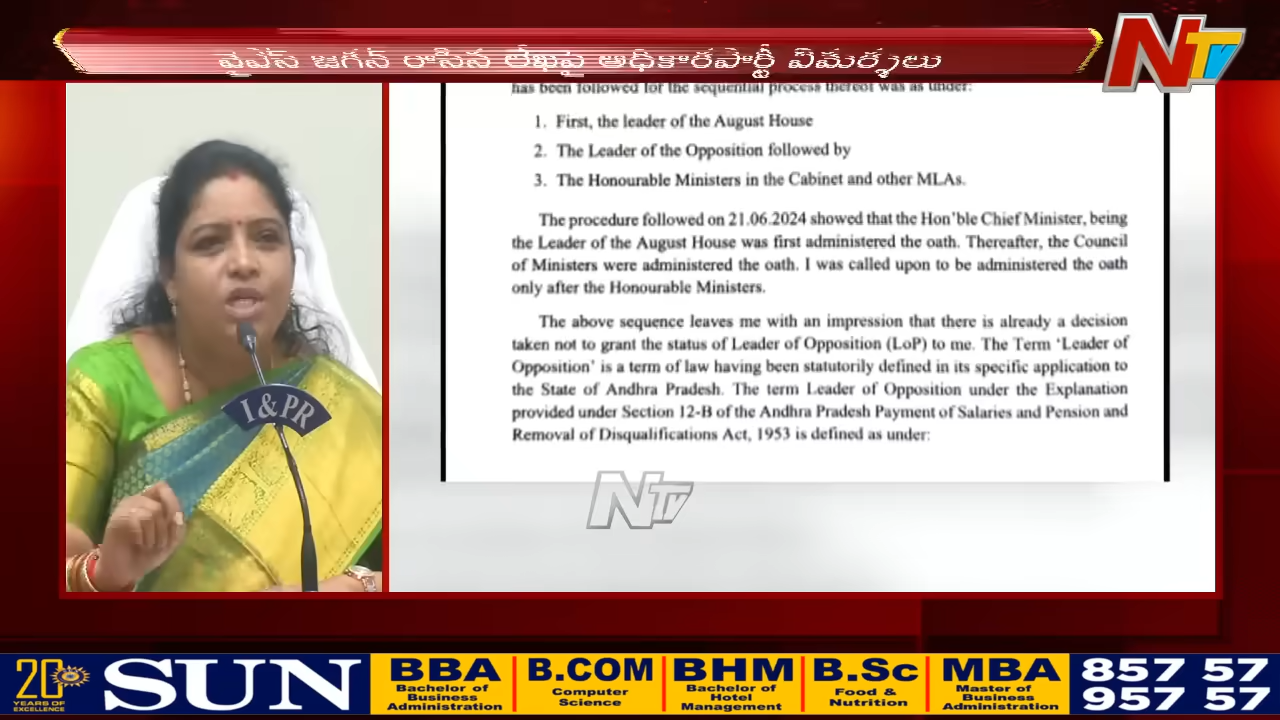 వైఎస్ జగన్ రాసిన లేఖపై అధికారపార్టీ విమర్శలు
NTV
has been followed for the sequential process thereof was as under:
1. First, the leader of the August House
2. The Leader of the Opposition followed by
3. The Honourable Ministers in the Cabinet and other MLAs.
The procedure followed on 21.06.2024 showed that the Hon'ble Chief Minister, being
the Leader of the August House was first administered the oath. Thereafter, the Council
of Ministers were administered the oath. I was called upon to be administered the oath
only after the Honourable Ministers.
The above sequence leaves me with an impression that there is already a decision
taken not to grant the status of Leader of Opposition (LoP) to me. The Term 'Leader of
Opposition' is a term of law having been statutorily defined in its specific application to
the State of Andhra Pradesh. The term Leader of Opposition under the Explanation
provided under Section 12-B of the Andhra Pradesh Payment of Salaries and Pension and
Removal of Disqualifications Act, 1953 is defined as under:
I&PR
NTV
20 YEARS OF EXCELLENCE
SUN
BBA
Bachelor of
Business
Administration
B.COM
Computer
Science
BHM
Bachelor of
Hotel
Management
B.Sc
Food &
Nutrition
MBA
Master of
Business
Administration
857 57
957 57